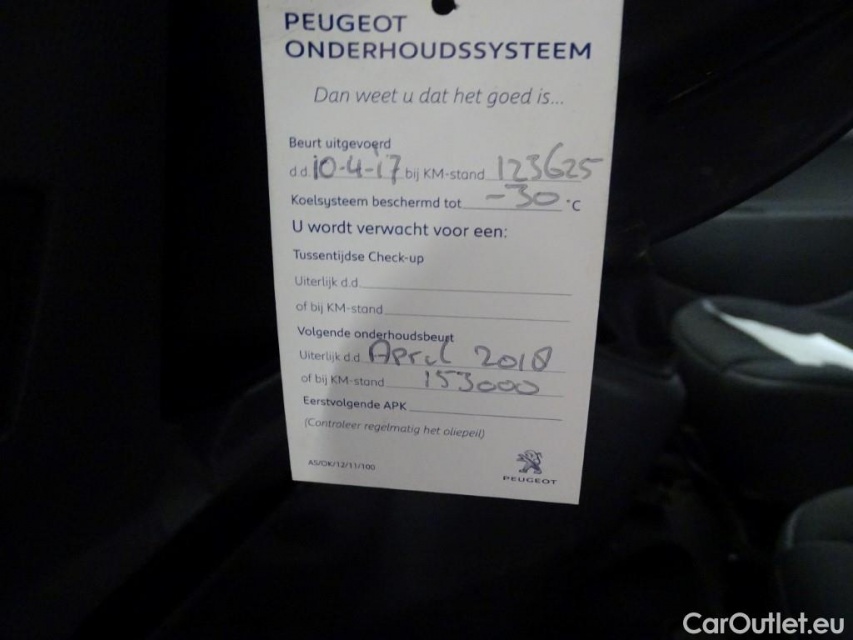 PEUGEOT
ONDERHOUDSSYSTEEM
Dan weet u dat het goed is...
Beurt uitgevoerd
d.d. 10-4-17 bij KM-stand 123625
Koelsysteem beschermd tot -30 °C
U wordt verwacht voor een:
Tussentijdse Check-up
Uiterlijk d.d.
of bij KM-stand
Volgende onderhoudsbeurt
Uiterlijk d.d. April 2018
of bij KM-stand 153000
Eerstvolgende APK
(Controleer regelmatig het oliepeil)
AS/OK/12/11/100
PEUGEOT
CarOutlet.eu